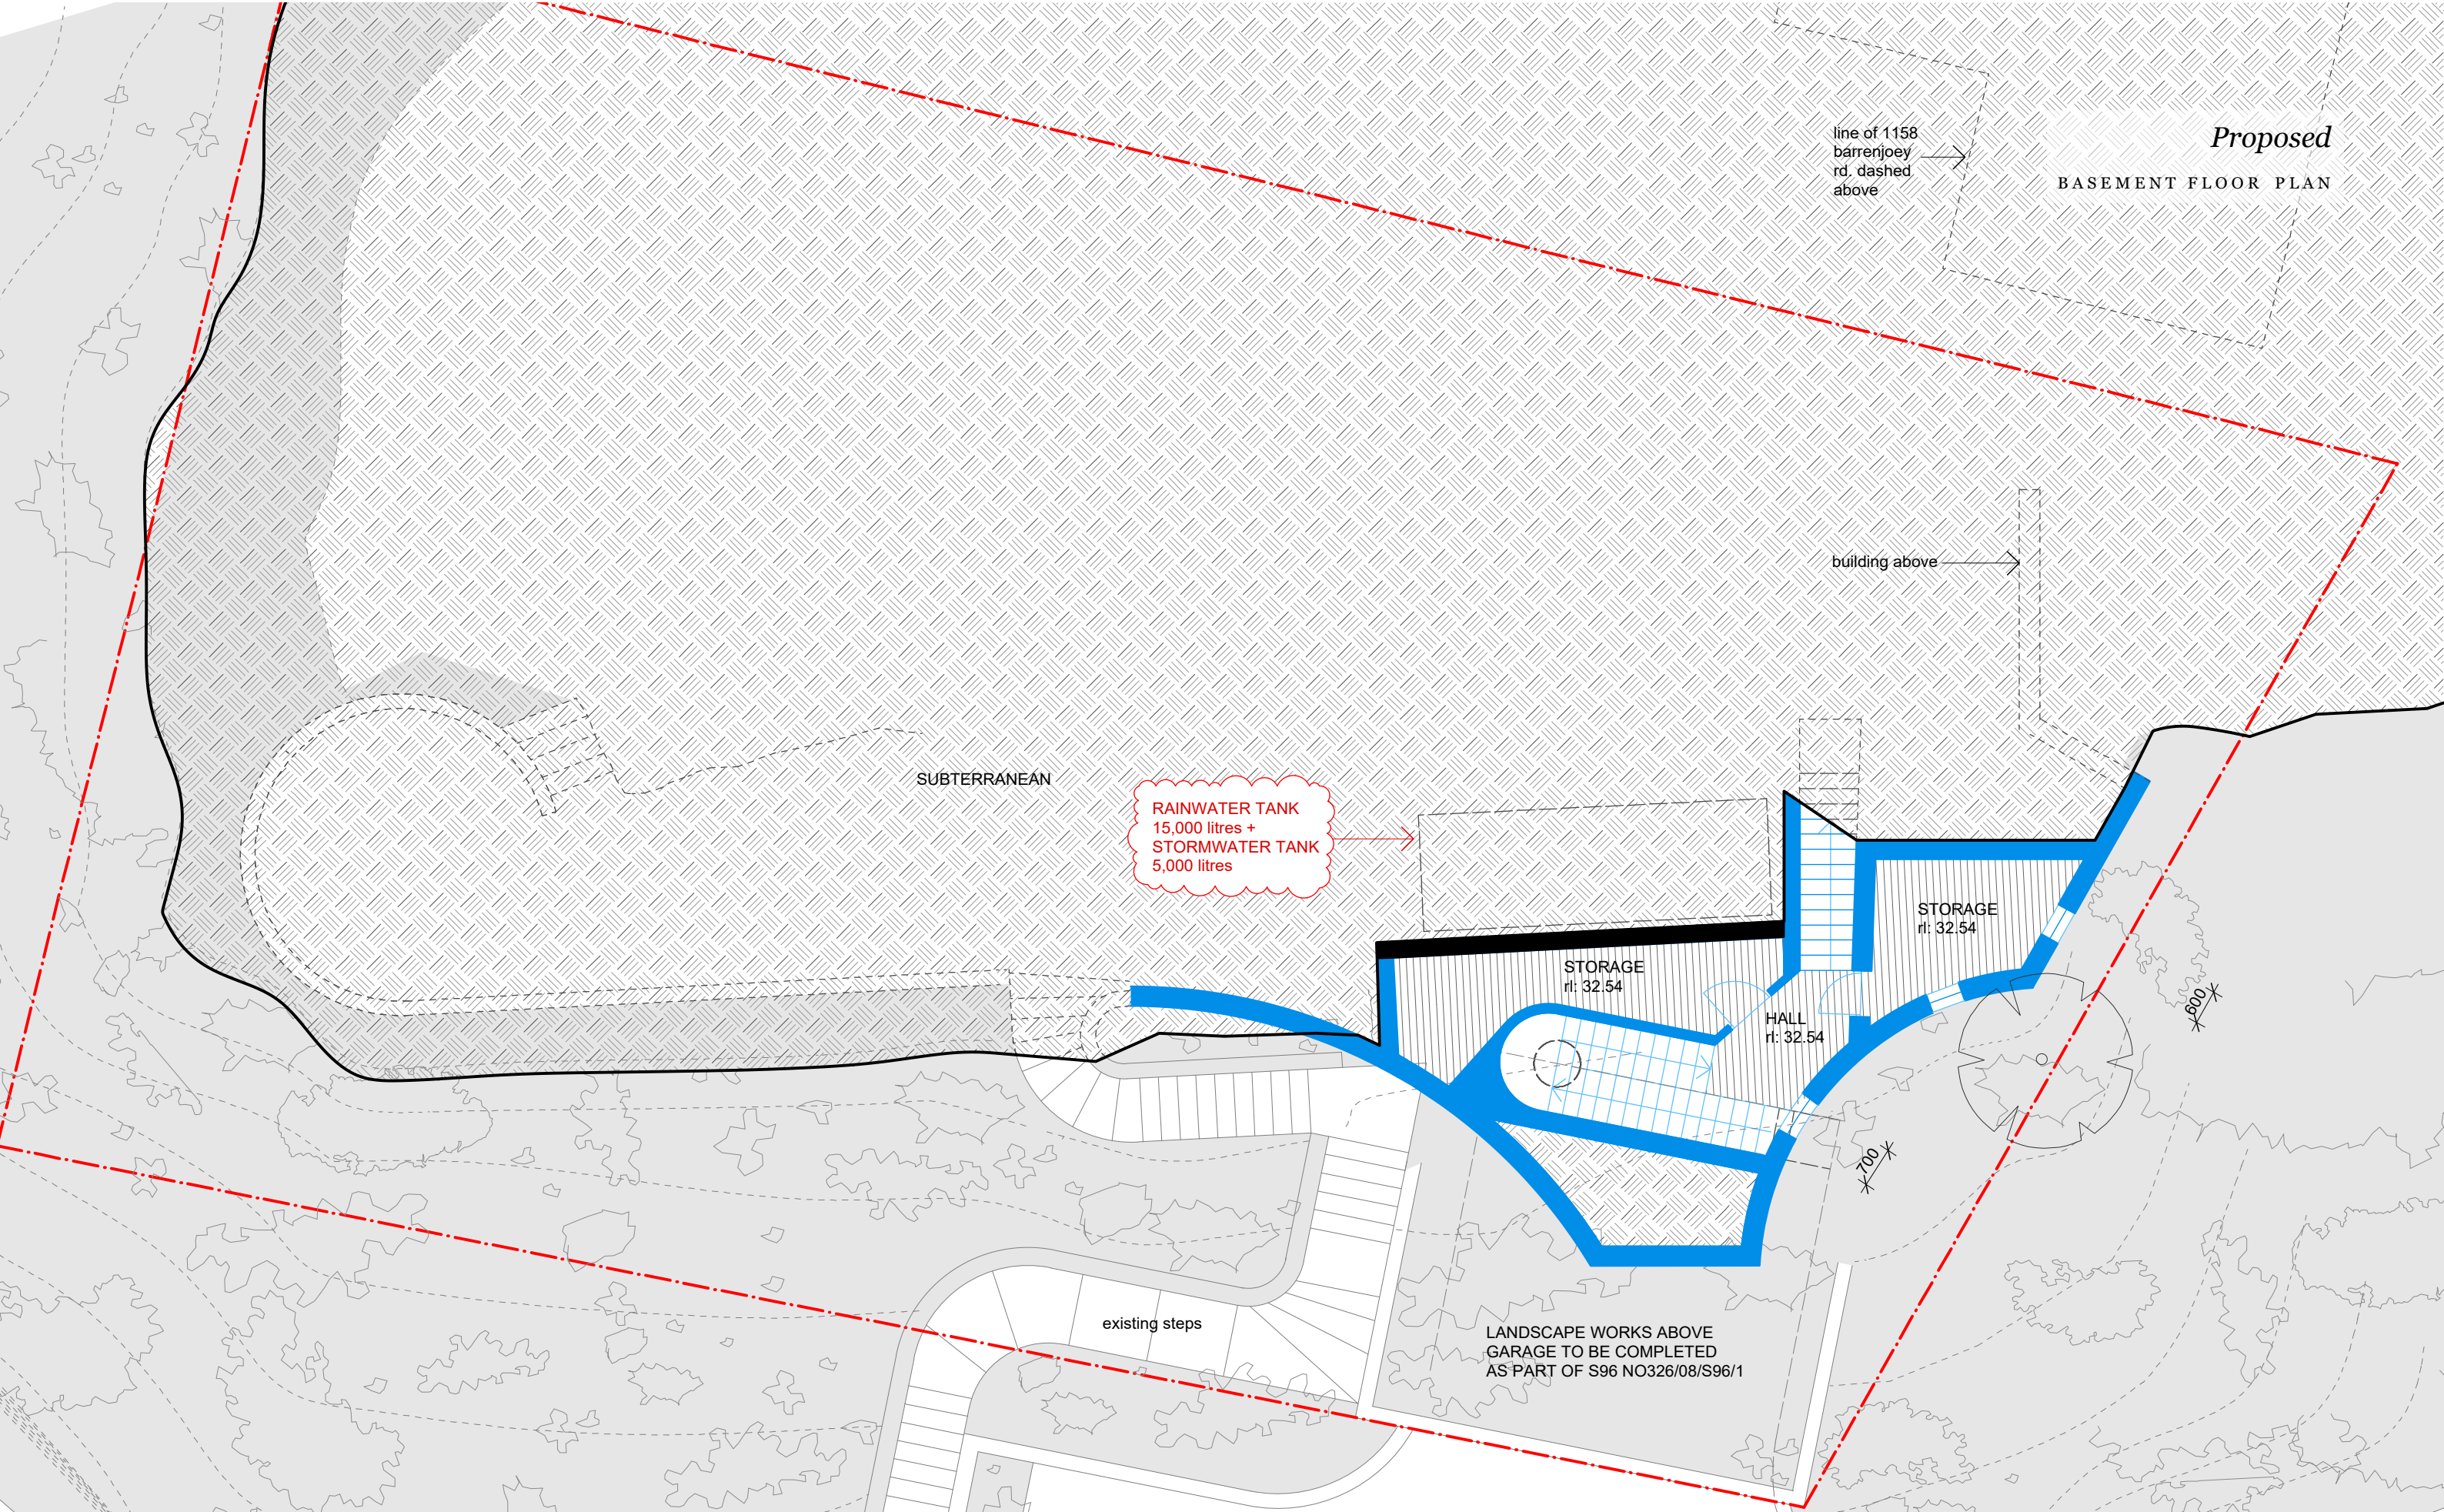 line of 1158
barrenjoey
rd. dashed
above
Proposed
BASEMENT FLOOR PLAN
building above
SUBTERRANEAN
RAINWATER TANK
15,000 litres +
STORMWATER TANK
5,000 litres
STORAGE
rl: 32.54
STORAGE
rl: 32.54
HALL
rl: 32.54
600
700
existing steps
LANDSCAPE WORKS ABOVE
GARAGE TO BE COMPLETED
AS PART OF S96 NO326/08/S96/1